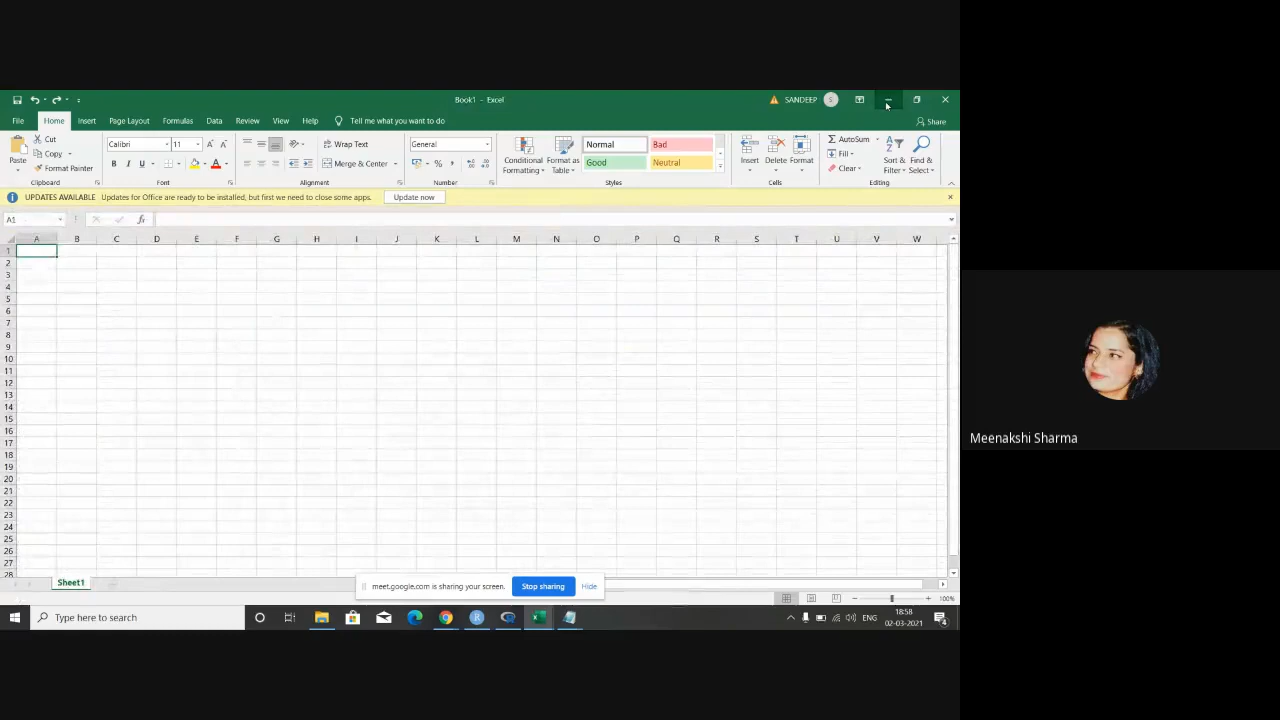 Book1 - Excel
SANDEEP
S
File Home Insert Page Layout Formulas Data Review View Help Tell me what you want to do Share
Paste
Cut
Copy
Format Painter
Clipboard
Calibri 11
B I U
Font
Wrap Text
Merge & Center
Alignment
General
Number
Conditional Formatting
Format as Table
Normal Bad
Good Neutral
Styles
Insert Delete Format
Cells
AutoSum
Fill
Clear
Sort & Filter
Find & Select
Editing
UPDATES AVAILABLE Updates for Office are ready to be installed, but first we need to close some apps. Update now
A1 fx
A B C D E F G H I J K L M N O P Q R S T U V W
1
2
3
4
5
6
7
8
9
10
11
12
13
14
15
16
17
18
19
20
21
22
23
24
25
26
27
28
Sheet1
meet.google.com is sharing your screen. Stop sharing Hide
100%
Type here to search
ENG
18:58
02-03-2021
4
Meenakshi Sharma